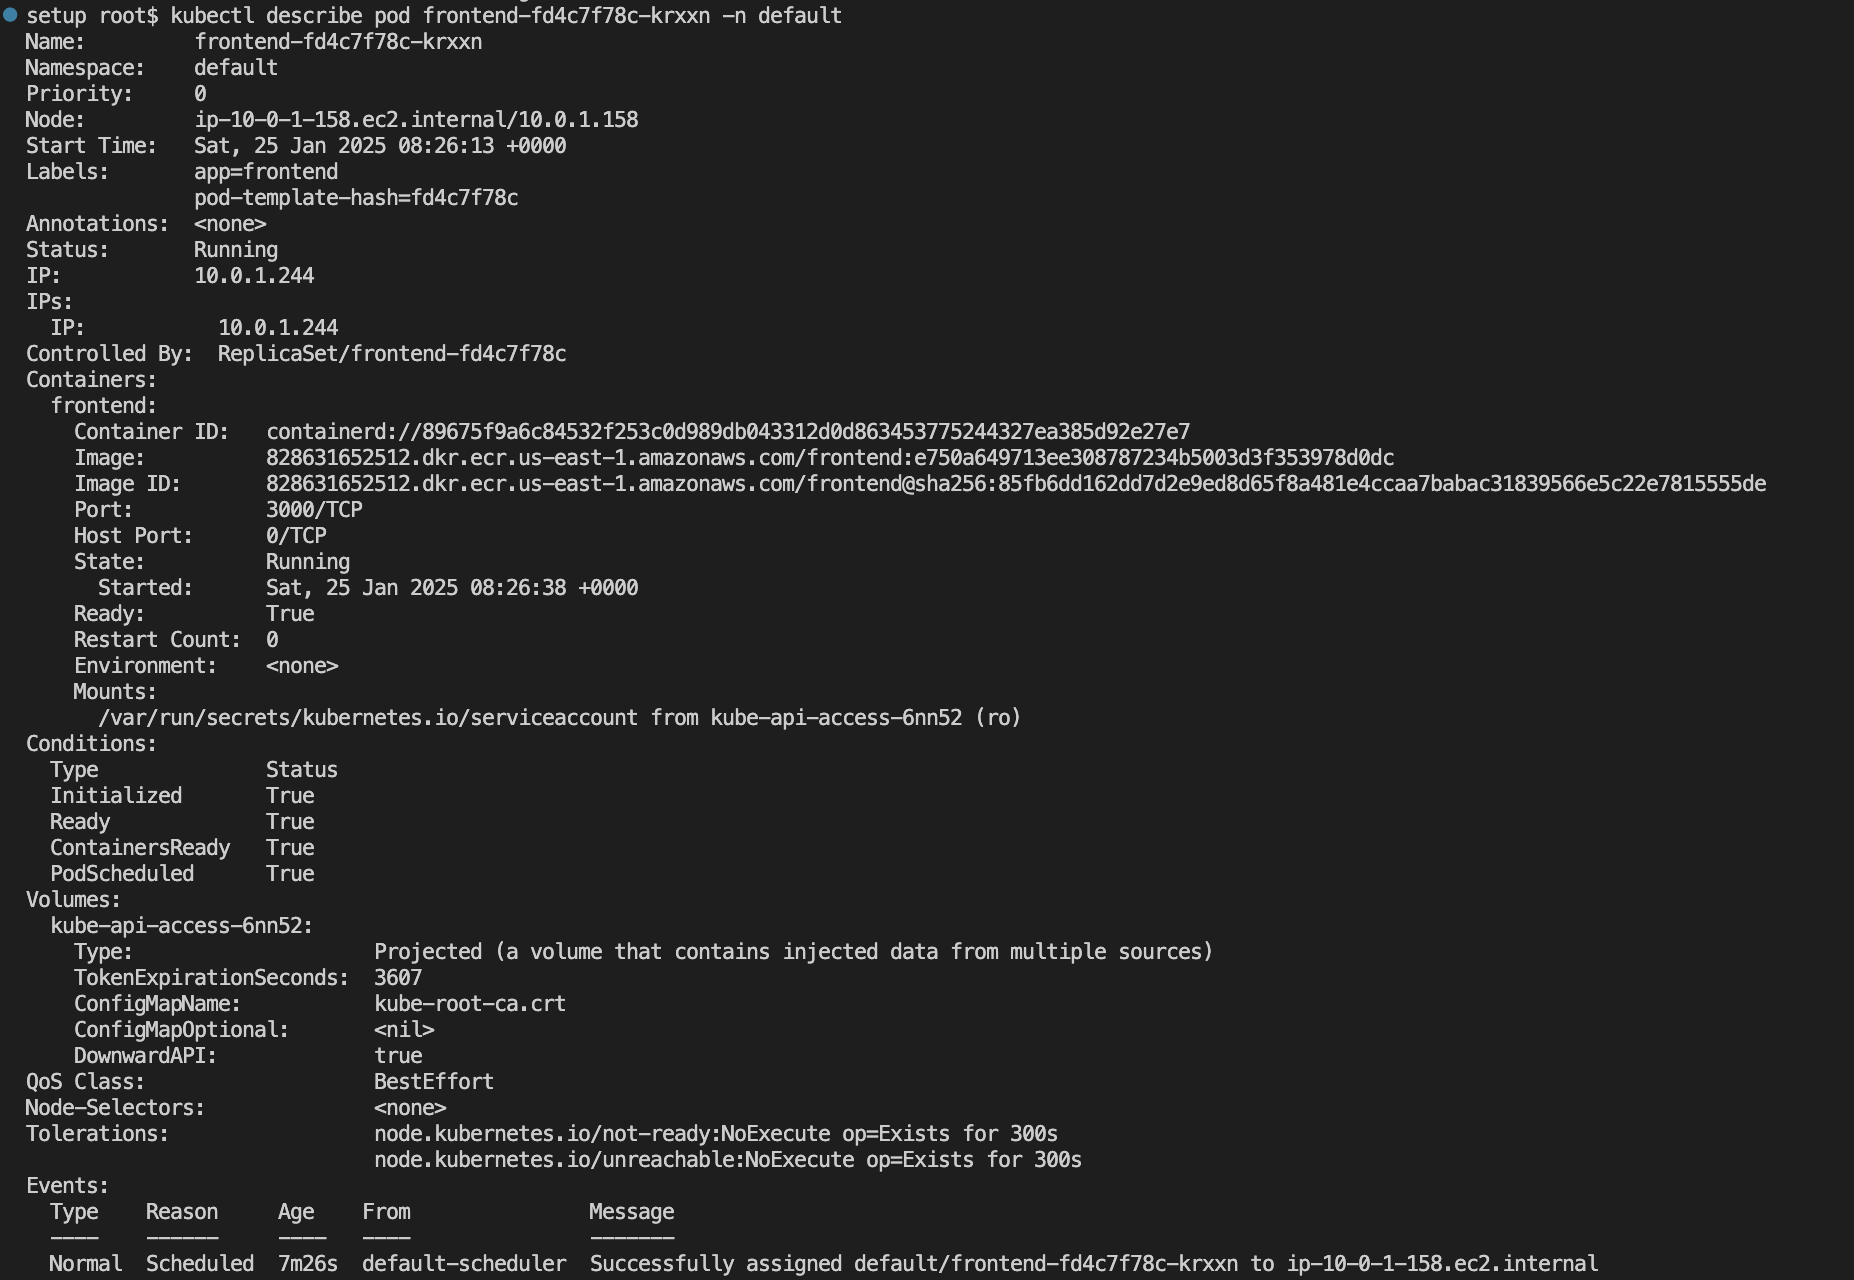 setup root$ kubectl describe pod frontend-fd4c7f78c-krxxn -n default
Name:         frontend-fd4c7f78c-krxxn
Namespace:    default
Priority:     0
Node:         ip-10-0-1-158.ec2.internal/10.0.1.158
Start Time:   Sat, 25 Jan 2025 08:26:13 +0000
Labels:       app=frontend
              pod-template-hash=fd4c7f78c
Annotations:  <none>
Status:       Running
IP:           10.0.1.244
IPs:
  IP:           10.0.1.244
Controlled By:  ReplicaSet/frontend-fd4c7f78c
Containers:
  frontend:
    Container ID:   containerd://89675f9a6c84532f253c0d989db043312d0d863453775244327ea385d92e27e7
    Image:          828631652512.dkr.ecr.us-east-1.amazonaws.com/frontend:e750a649713ee308787234b5003d3f353978d0dc
    Image ID:       828631652512.dkr.ecr.us-east-1.amazonaws.com/frontend@sha256:85fb6dd162dd7d2e9ed8d65f8a481e4ccaa7babac31839566e5c22e7815555de
    Port:           3000/TCP
    Host Port:      0/TCP
    State:          Running
      Started:      Sat, 25 Jan 2025 08:26:38 +0000
    Ready:          True
    Restart Count:  0
    Environment:    <none>
    Mounts:
      /var/run/secrets/kubernetes.io/serviceaccount from kube-api-access-6nn52 (ro)
Conditions:
  Type              Status
  Initialized       True
  Ready             True
  ContainersReady   True
  PodScheduled      True
Volumes:
  kube-api-access-6nn52:
    Type:                    Projected (a volume that contains injected data from multiple sources)
    TokenExpirationSeconds:  3607
    ConfigMapName:           kube-root-ca.crt
    ConfigMapOptional:       <nil>
    DownwardAPI:             true
QoS Class:                   BestEffort
Node-Selectors:              <none>
Tolerations:                 node.kubernetes.io/not-ready:NoExecute op=Exists for 300s
                             node.kubernetes.io/unreachable:NoExecute op=Exists for 300s
Events:
  Type    Reason     Age   From               Message
  ----    ------     ----  ----               -------
  Normal  Scheduled  7m26s  default-scheduler  Successfully assigned default/frontend-fd4c7f78c-krxxn to ip-10-0-1-158.ec2.internal